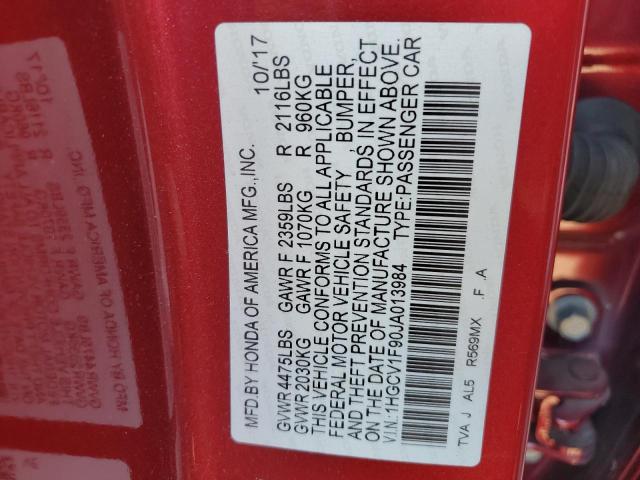 MFD.BY HONDA OF AMERICA MFG.,INC. 10/'17
GVWR 4475LBS GAWR F 2359LBS R 2116LBS
GVWR 2030KG GAWR F 1070KG R 960KG
THIS VEHICLE CONFORMS TO ALL APPLICABLE
FEDERAL MOTOR VEHICLE SAFETY , BUMPER,
AND THEFT PREVENTION STANDARDS IN EFFECT
ON THE DATE OF MANUFACTURE SHOWN ABOVE.
V.I.N.:1HGCV1F90JA013984 TYPE:PASSENGER CAR
TVA J AL5 R569MX .F .A